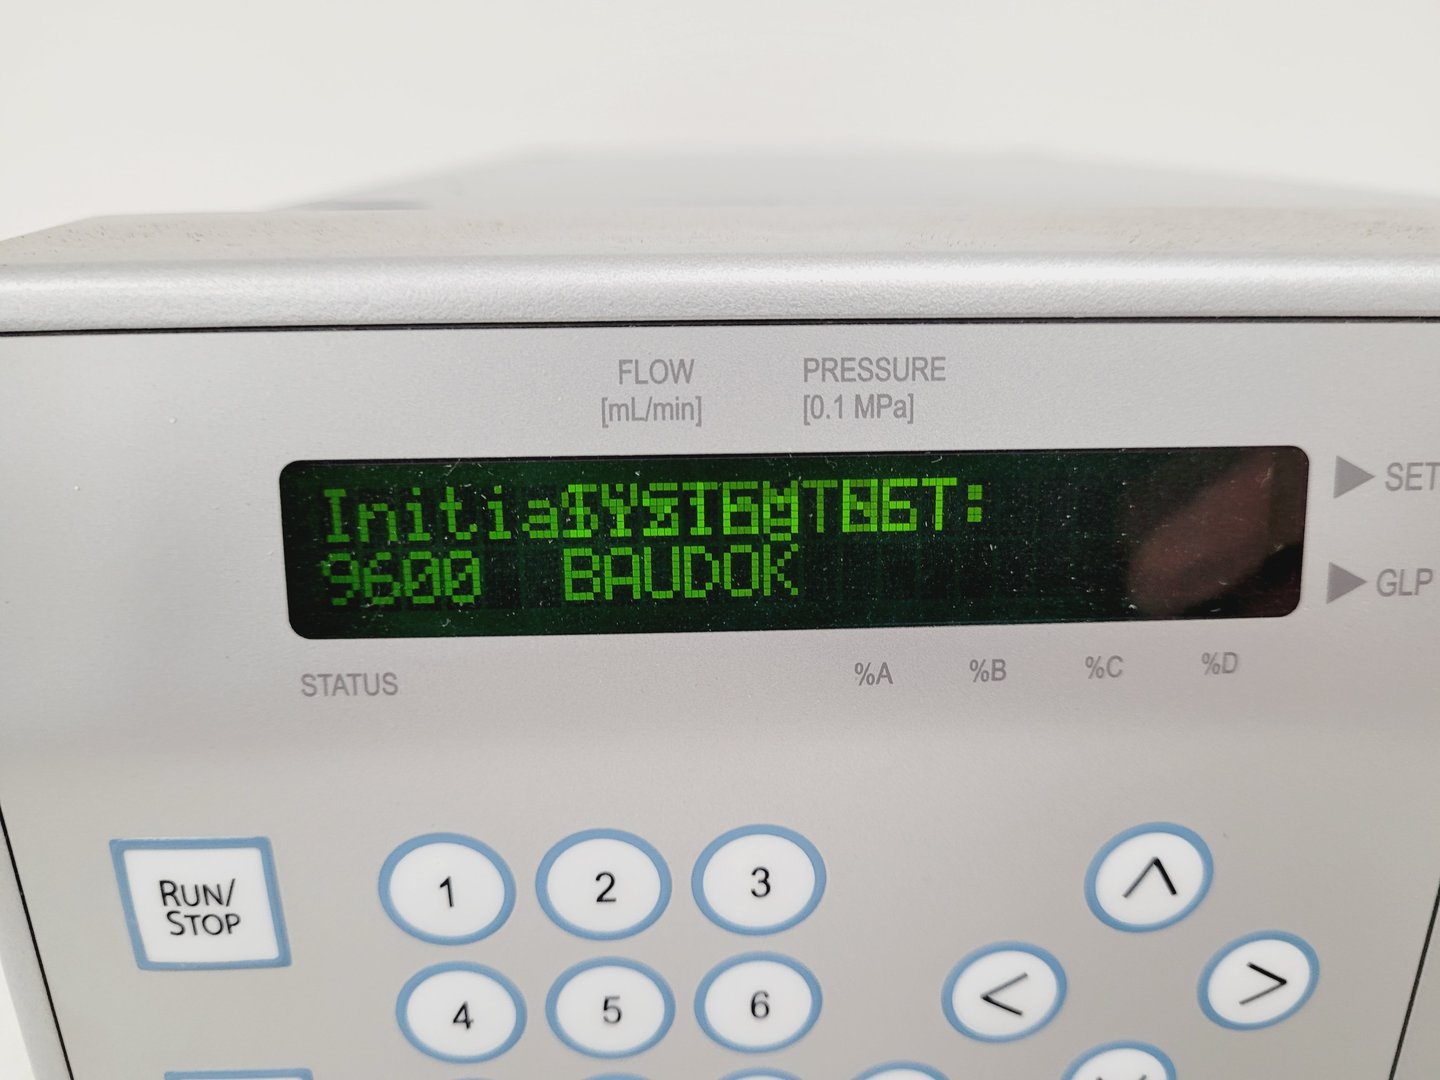 FLOW PRESSURE
[mL/min] [0.1 MPa]
TEST:
9600 BAUDOK
SET
GLP
STATUS %A %B %C %D
RUN/
STOP
1 2 3
4 5 6